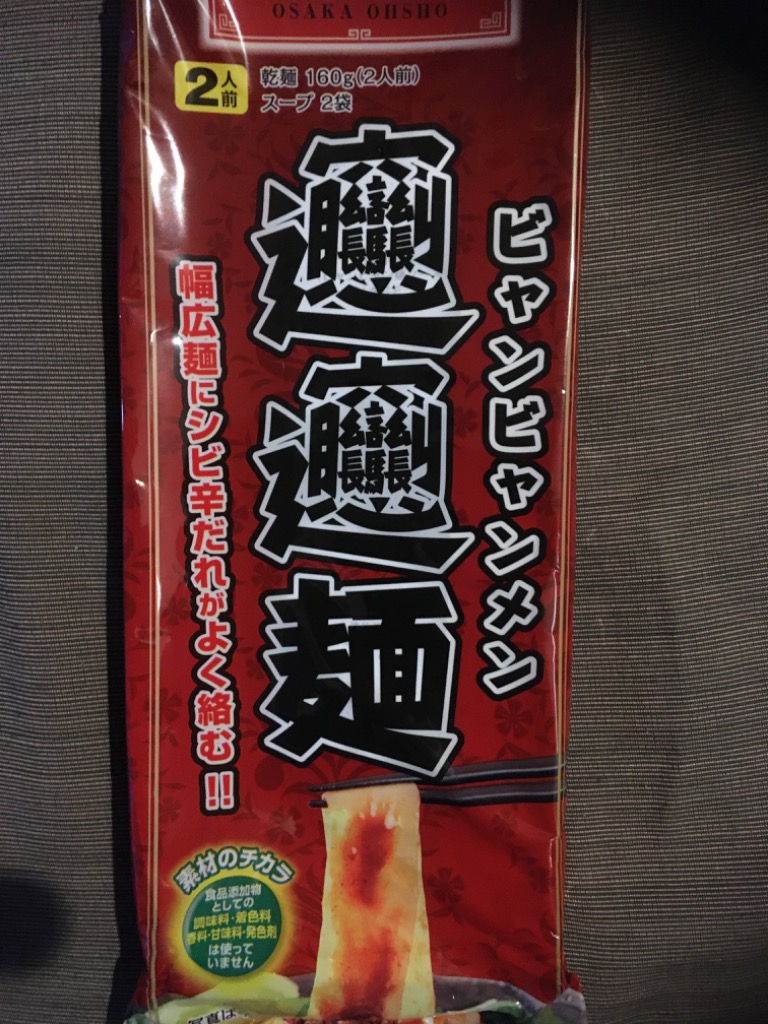 OSAKA OHSHO
2人前
乾麺 160g(2人前)
スープ 2袋
ビャンビャンメン
𰻞𰻞麺
幅広麺にシビ辛だれがよく絡む!!
素材のチカラ
食品添加物
としての
調味料・着色料
香料・甘味料・発色剤
は使って
いません
写真は